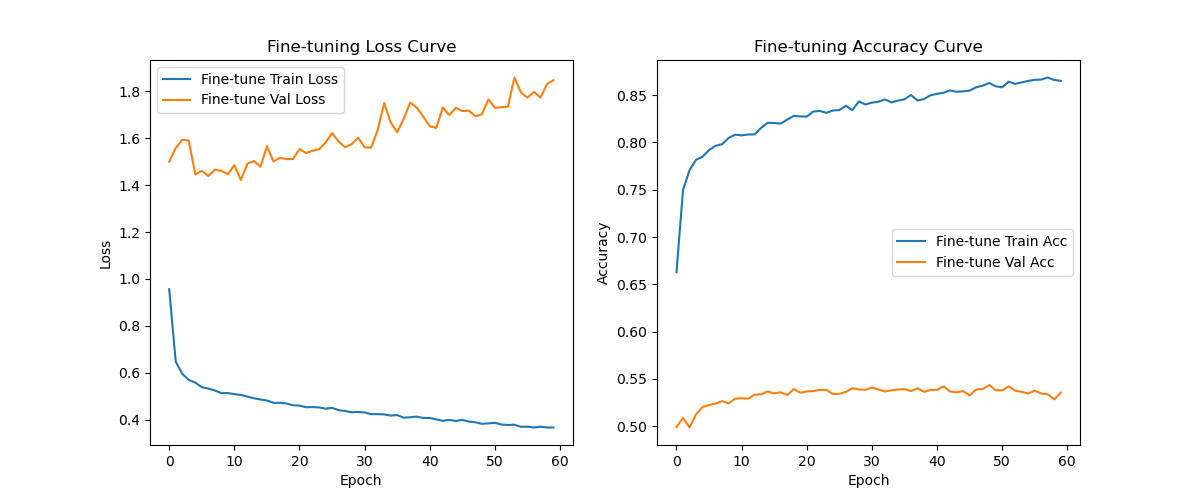 Fine-tuning Loss Curve
Fine-tune Train Loss
Fine-tune Val Loss
1.8
1.6
1.4
1.2
1.0
0.8
0.6
0.4
Loss
0 10 20 30 40 50 60
Epoch
Fine-tuning Accuracy Curve
0.85
0.80
0.75
0.70
0.65
0.60
0.55
0.50
Accuracy
Fine-tune Train Acc
Fine-tune Val Acc
0 10 20 30 40 50 60
Epoch